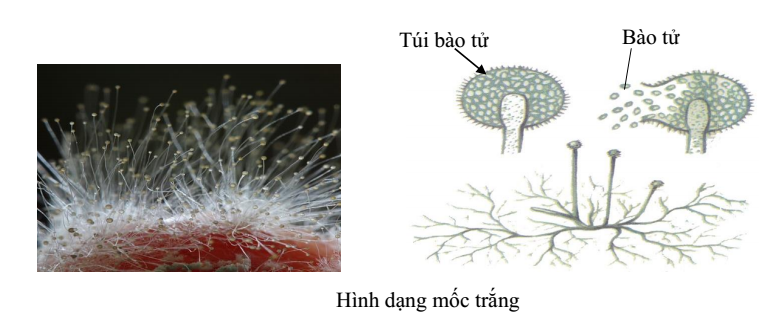 Túi bào tử
Bào tử
Hình dạng mốc trắng